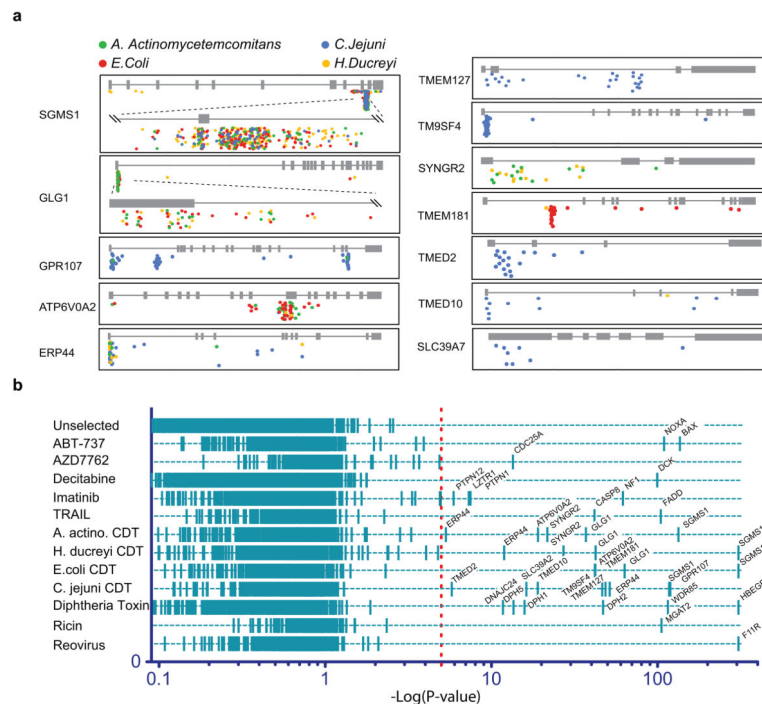 a
A. Actinomycetemcomitans
C.Jejuni
E.Coli
H.Ducreyi
SGMS1
GLG1
GPR107
ATP6V0A2
ERP44
TMEM127
TM9SF4
SYNGR2
TMEM181
TMED2
TMED10
SLC39A7
b
Unselected
ABT-737
NOXA
BAX
AZD7762
CDC25A
Decitabine
DCK
Imatinib
PTPN12
LZTR1
PTPN1
NF1
TRAIL
CASP8
FADD
A. actino. CDT
ERP44
ATP6V0A2
SYNGR2
GLG1
SGMS1
H. ducreyi CDT
ERP44
SYNGR2
GLG1
SGMS1
E.coli CDT
ATP6V0A2
TMEM181
GLG1
SGMS1
C. jejuni CDT
TMED2
SLC39A2
TMED10
TM9SF4
TMEM127
ERP44
SGMS1
GPR107
Diphtheria Toxin
DNAJC24
DPH5
DPH1
DPH2
WDR85
HBEGF
Ricin
MGAT2
Reovirus
F11R
0
0.1
1
10
100
-Log(P-value)